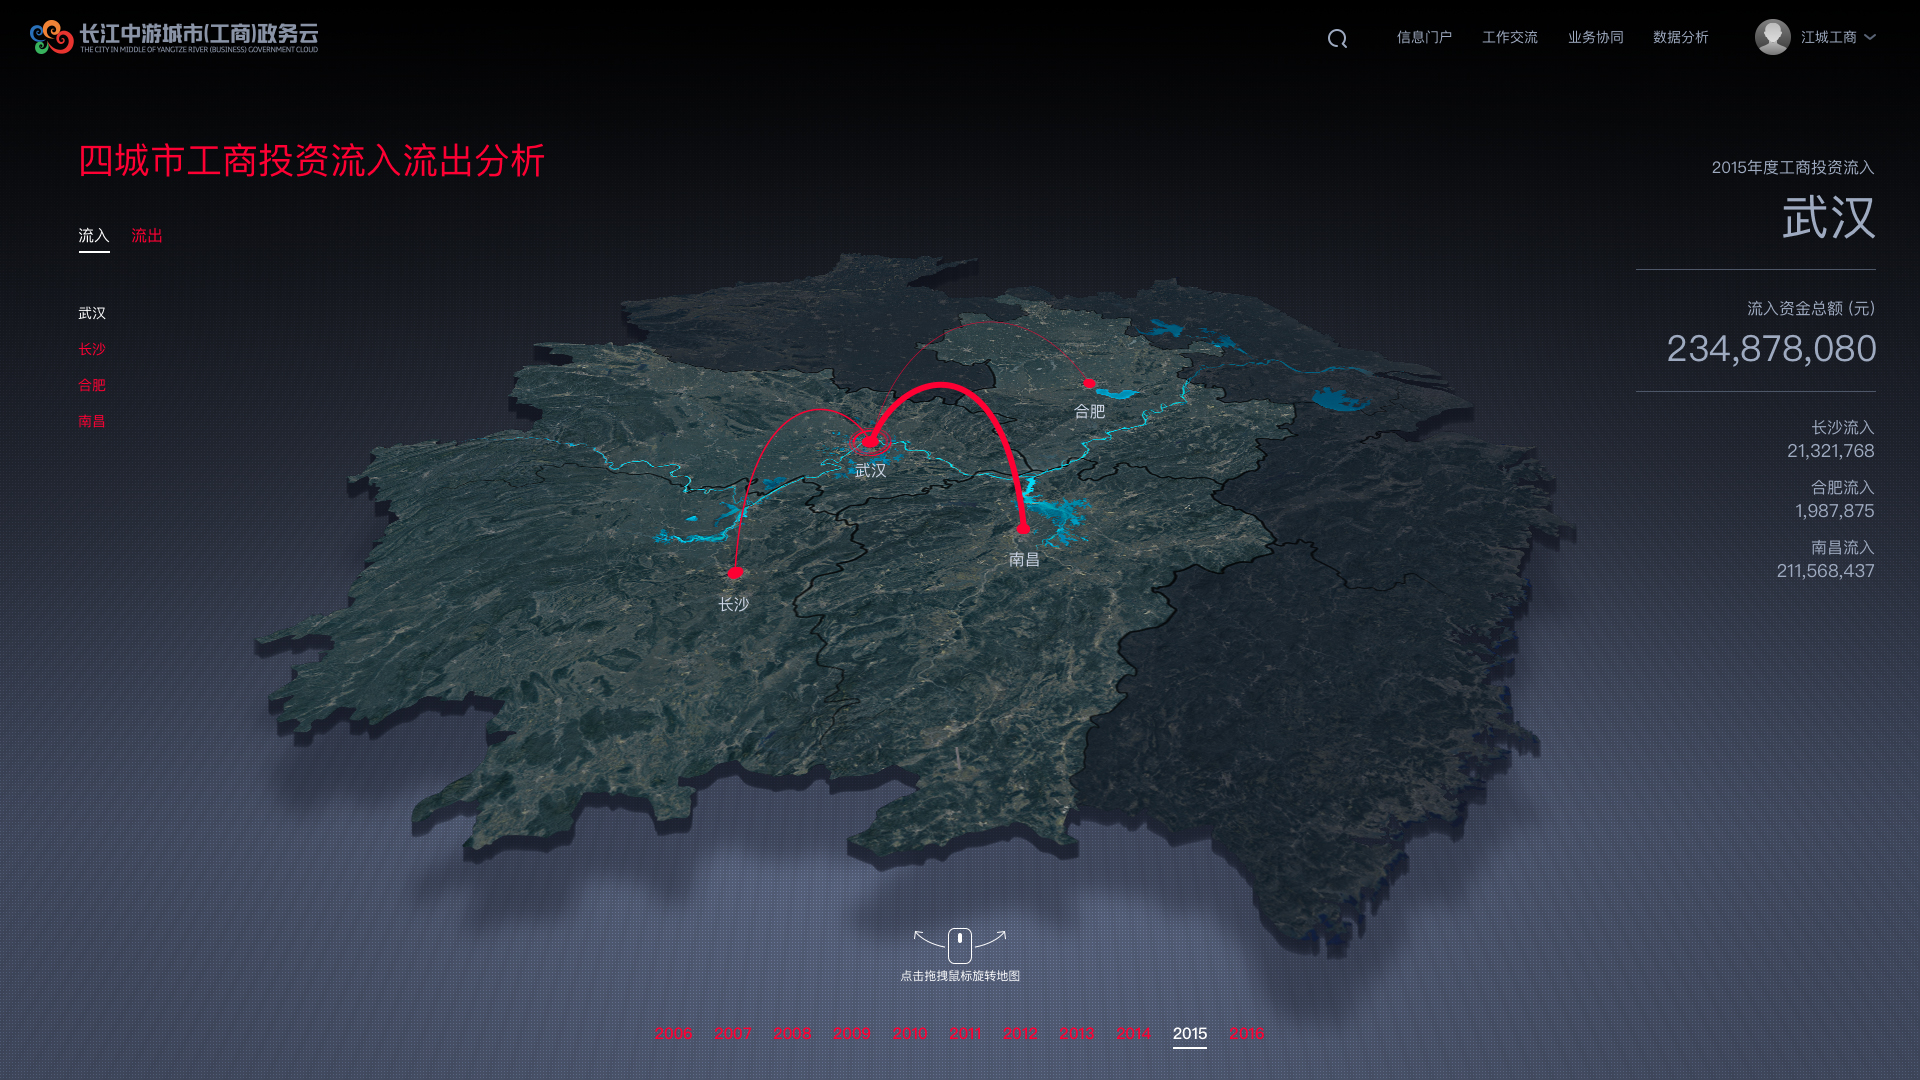 长江中游城市(工商)政务云
THE CITY IN MIDDLE OF YANGTZE RIVER (BUSINESS) GOVERNMENT CLOUD
信息门户 工作交流 业务协同 数据分析 江城工商
四城市工商投资流入流出分析
流入 流出
武汉
长沙
合肥
南昌
2015年度工商投资流入
武汉
流入资金总额 (元)
234,878,080
长沙流入
21,321,768
合肥流入
1,987,875
南昌流入
211,568,437
合肥
武汉
南昌
长沙
点击拖拽鼠标旋转地图
2006 2007 2008 2009 2010 2011 2012 2013 2014 2015 2016